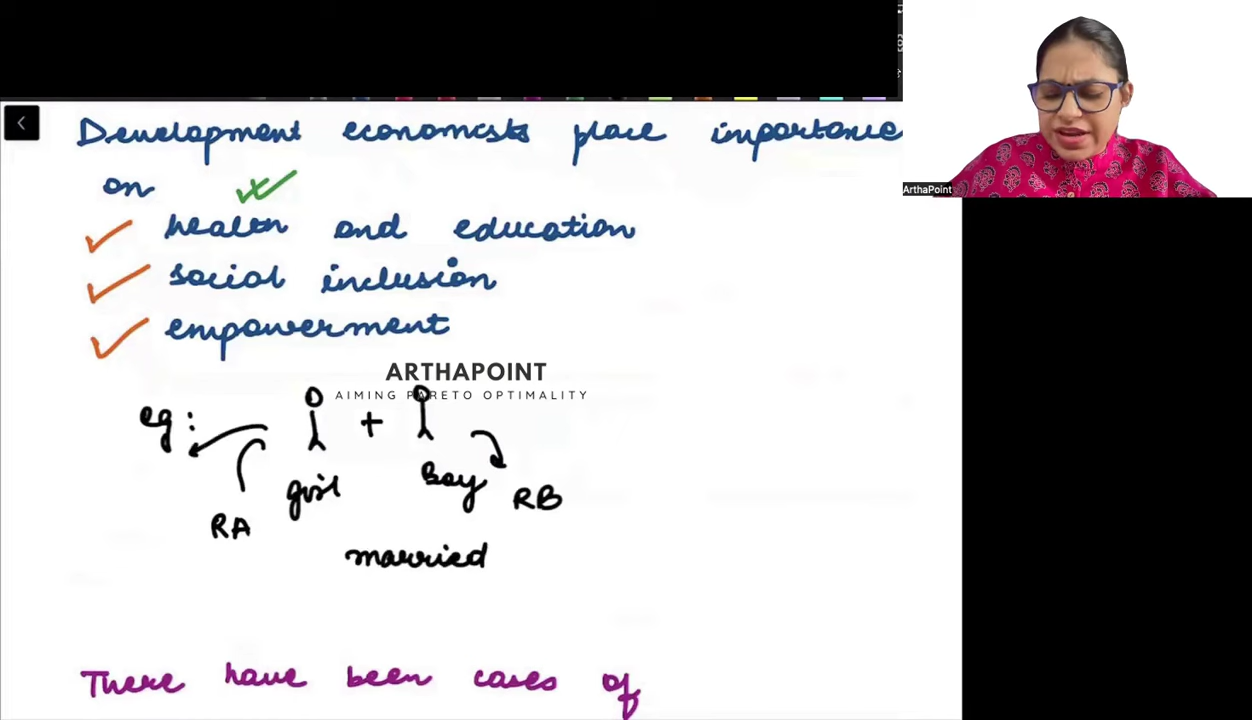 Development economists place importance
on
health and education
social inclusion
empowerment
ARTHAPOINT
AIMING PARETO OPTIMALITY
eg: +
girl Boy
RA RB
married
There have been cases of
ArthaPoint